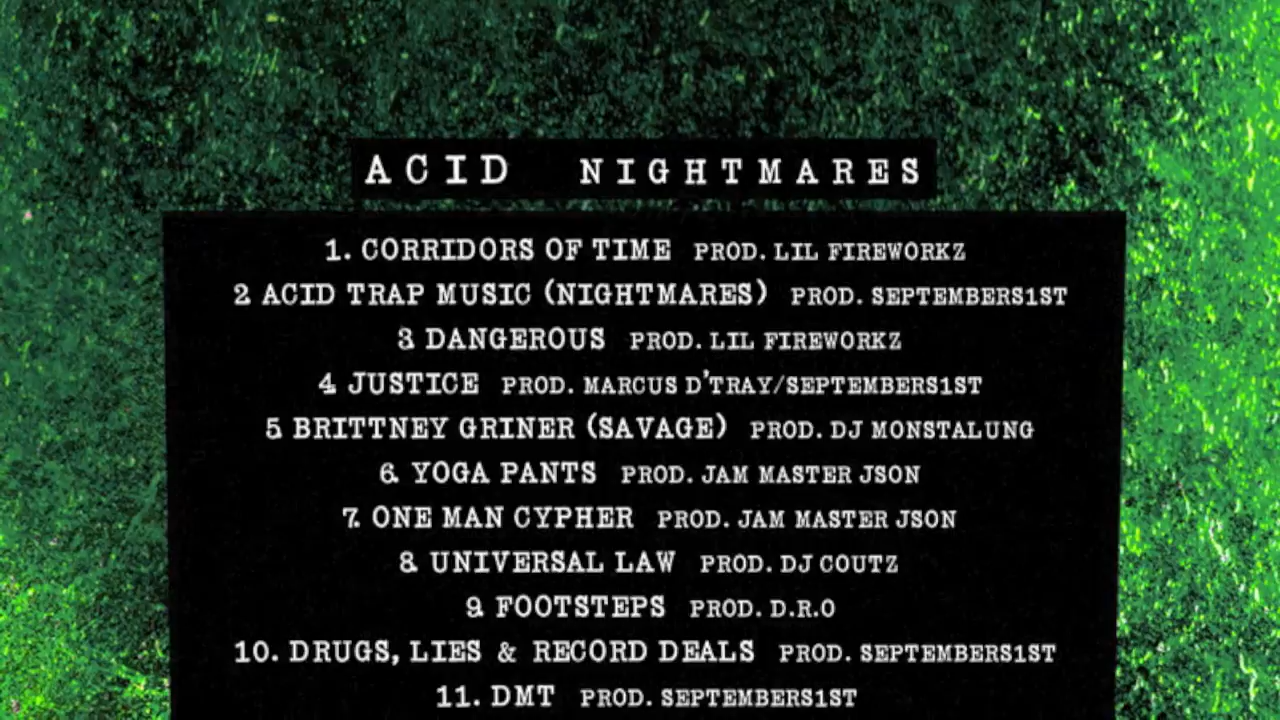 ACID NIGHTMARES
1. CORRIDORS OF TIME PROD. LIL FIREWORKZ
2. ACID TRAP MUSIC (NIGHTMARES) PROD. SEPTEMBERS1ST
3. DANGEROUS PROD. LIL FIREWORKZ
4. JUSTICE PROD. MARCUS D'TRAY/SEPTEMBERS1ST
5. BRITTNEY GRINER (SAVAGE) PROD. DJ MONSTALUNG
6. YOGA PANTS PROD. JAM MASTER JSON
7. ONE MAN CYPHER PROD. JAM MASTER JSON
8. UNIVERSAL LAW PROD. DJ COUTZ
9. FOOTSTEPS PROD. D.R.O
10. DRUGS, LIES & RECORD DEALS PROD. SEPTEMBERS1ST
11. DMT PROD. SEPTEMBERS1ST